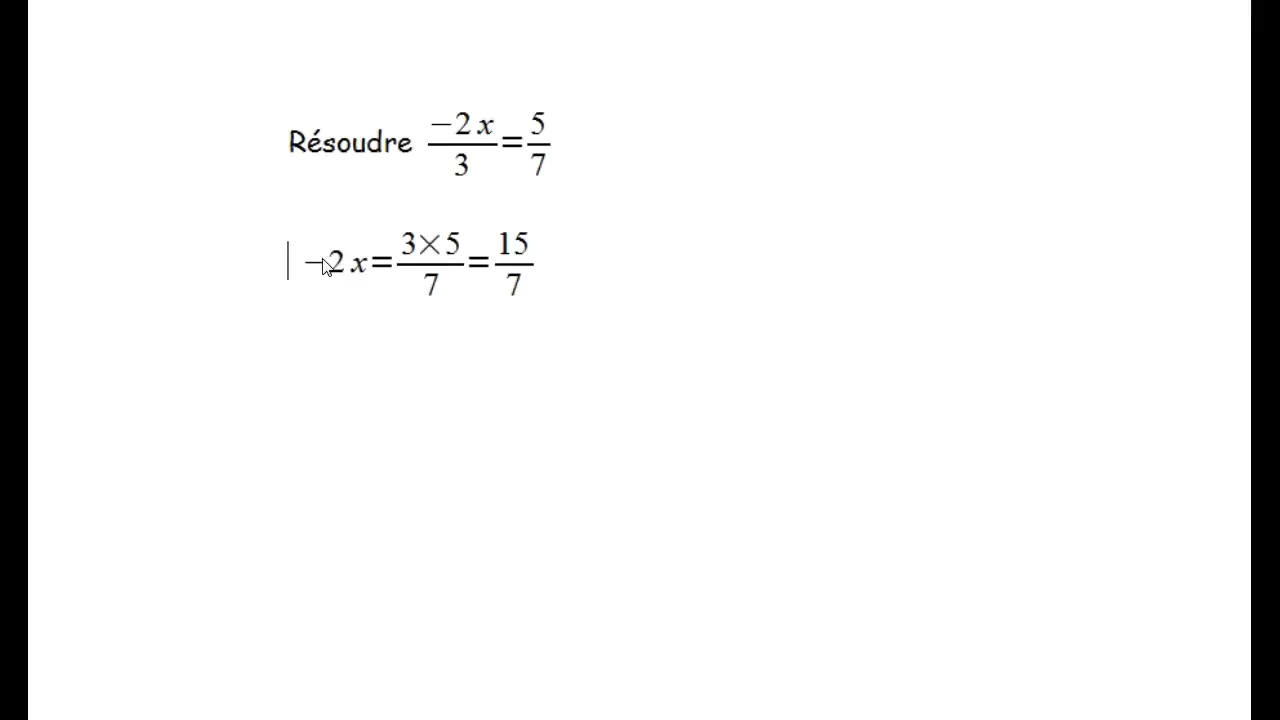 Résoudre −2x/3 = 5/7
−2x = 3×5/7 = 15/7